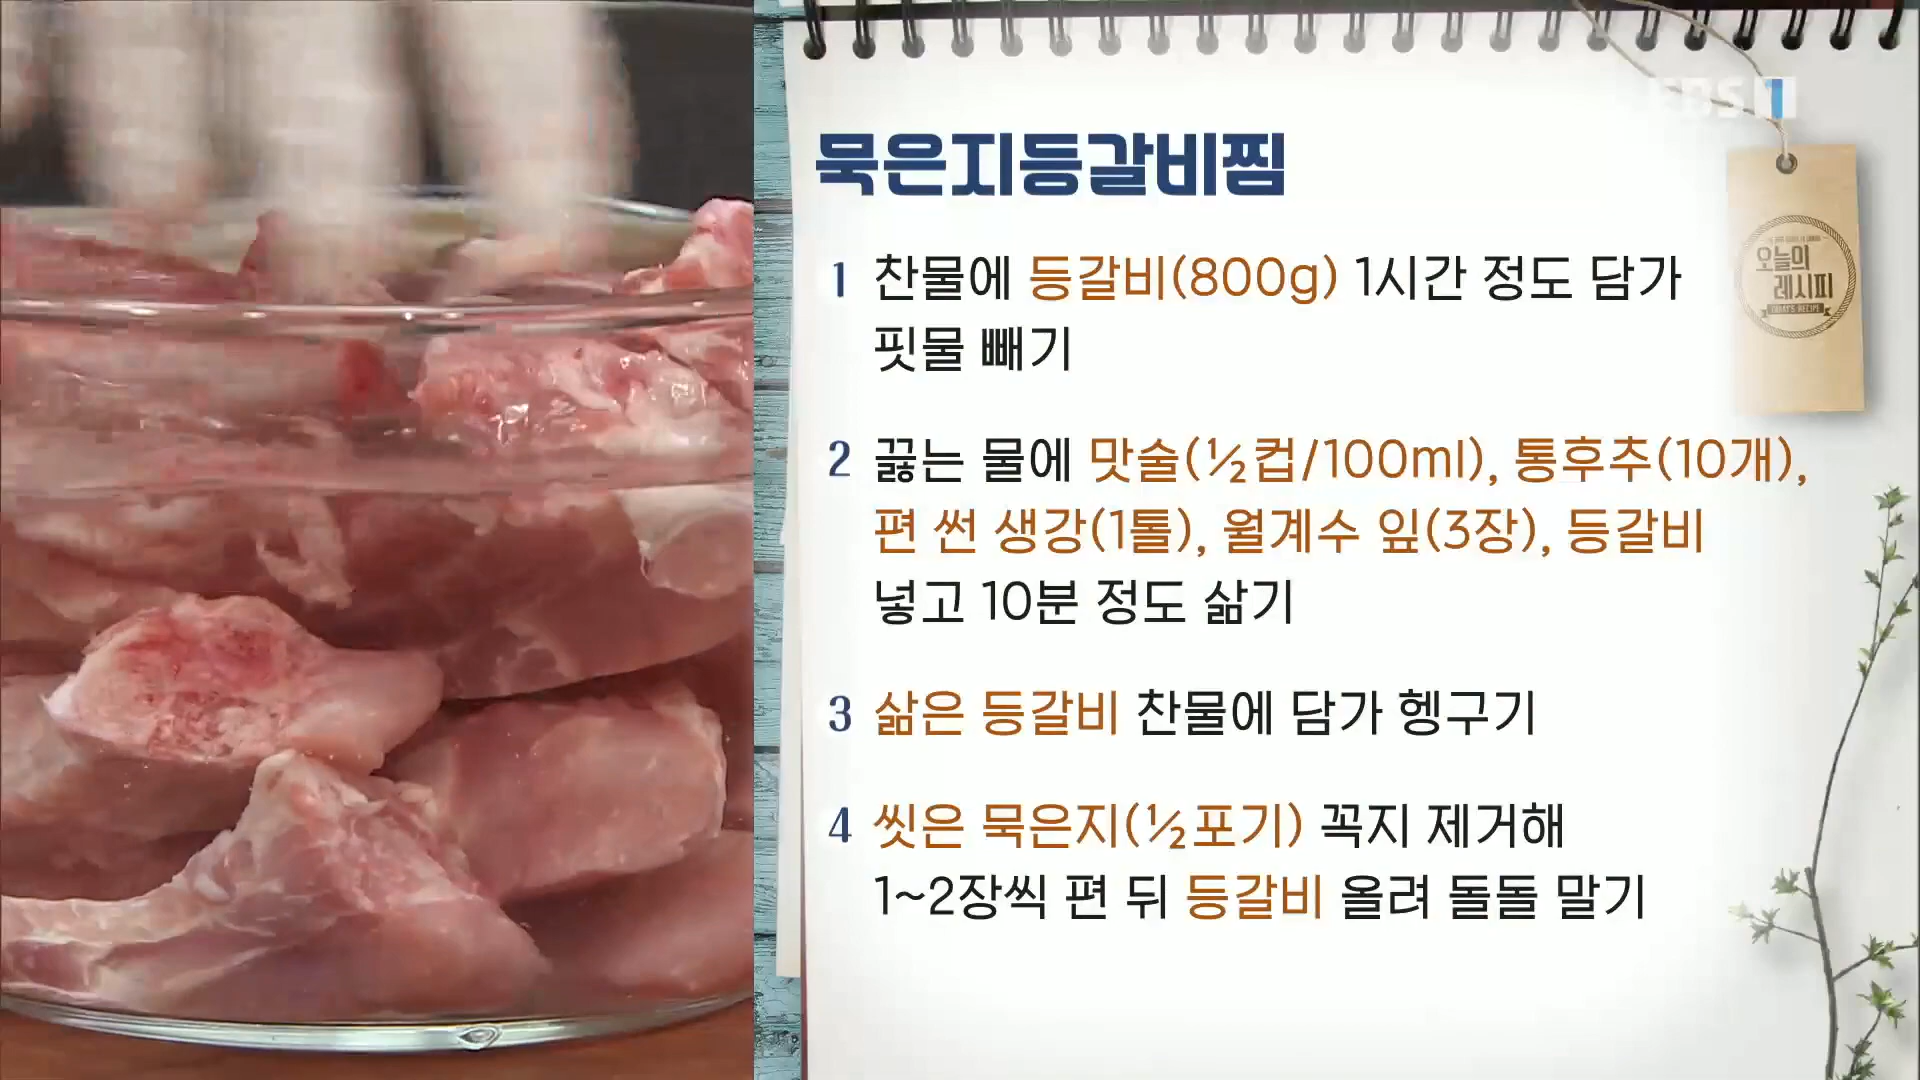 EBS 1
묵은지등갈비찜
오늘의
레시피
1 찬물에 등갈비(800g) 1시간 정도 담가
핏물 빼기
2 끓는 물에 맛술(½컵/100ml), 통후추(10개),
편 썬 생강(1톨), 월계수 잎(3장), 등갈비
넣고 10분 정도 삶기
3 삶은 등갈비 찬물에 담가 헹구기
4 씻은 묵은지(½포기) 꼭지 제거해
1~2장씩 편 뒤 등갈비 올려 돌돌 말기